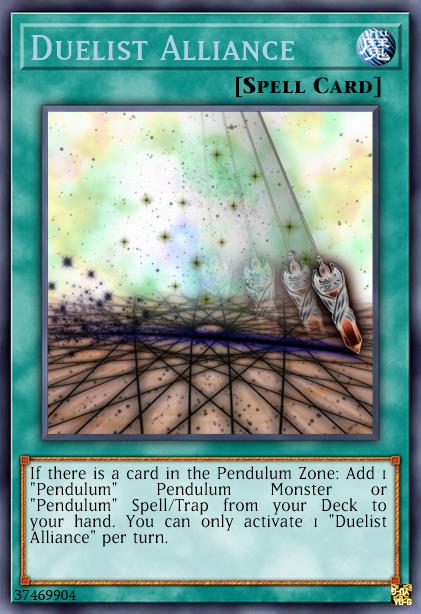 Duelist Alliance
魔
[Spell Card]
If there is a card in the Pendulum Zone: Add 1
"Pendulum" Pendulum Monster or
"Pendulum" Spell/Trap from your Deck to
your hand. You can only activate 1 "Duelist
Alliance" per turn.
37469904